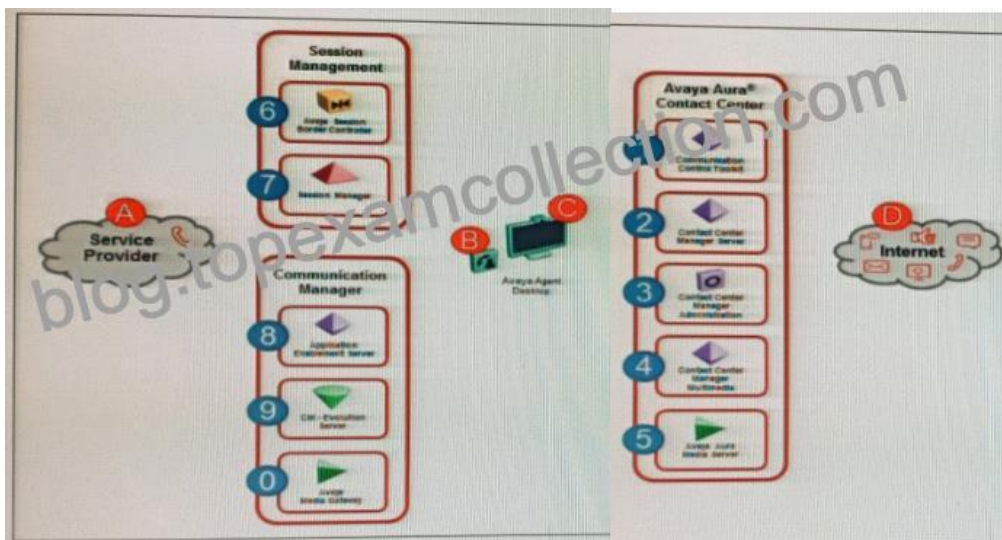 Session
Management
6
Avaya Session
Border Controller
7
Session Manager
A
Service
Provider
Communication
Manager
8
Application
Enablement Server
9
CM - Evolution
Server
0
Avaya
Media Gateway
B
C
Avaya Agent
Desktop
Avaya Aura®
Contact Center
1
Communication
Control Toolkit
2
Contact Center
Manager Server
3
Contact Center
Manager
Administration
4
Contact Center
Manager
Multimedia
5
Avaya Aura
Media Server
D
Internet
blog.topexamcollection.com